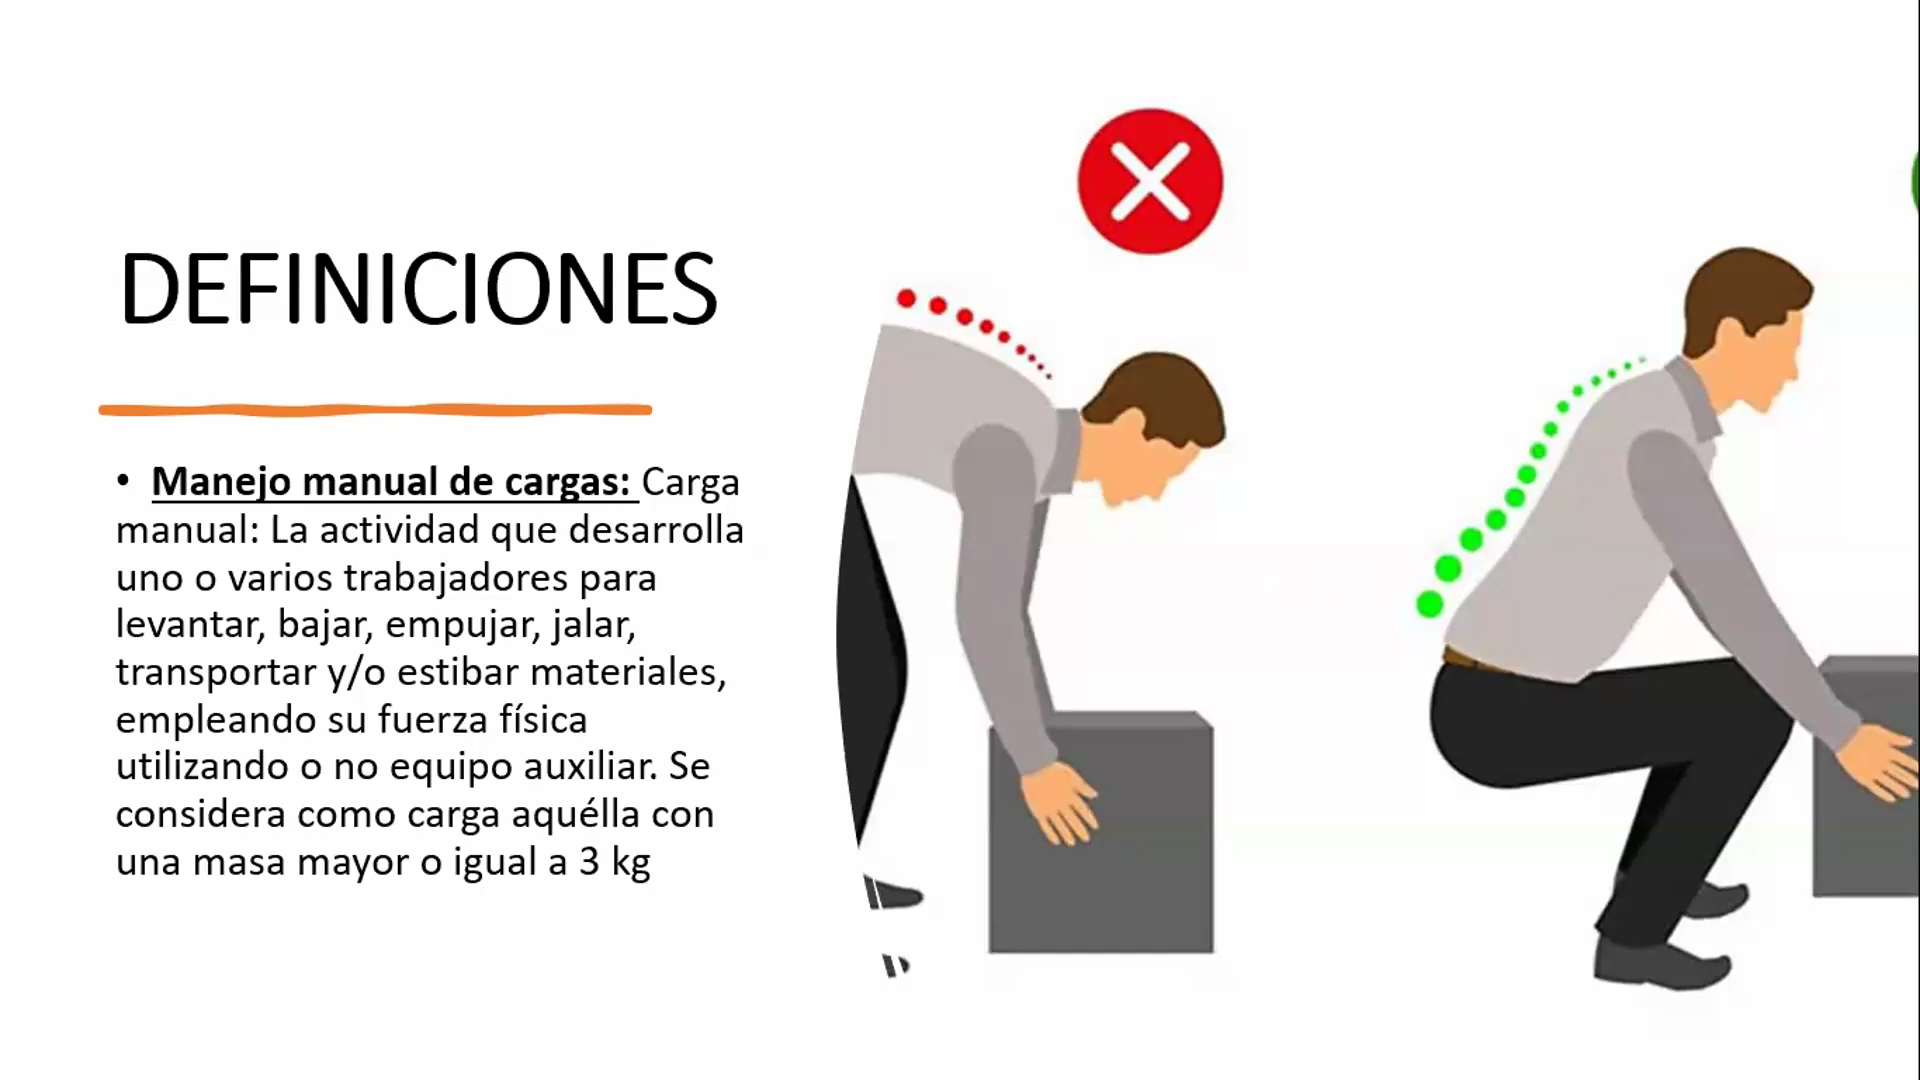 DEFINICIONES
• Manejo manual de cargas: Carga
manual: La actividad que desarrolla
uno o varios trabajadores para
levantar, bajar, empujar, jalar,
transportar y/o estibar materiales,
empleando su fuerza física
utilizando o no equipo auxiliar. Se
considera como carga aquélla con
una masa mayor o igual a 3 kg